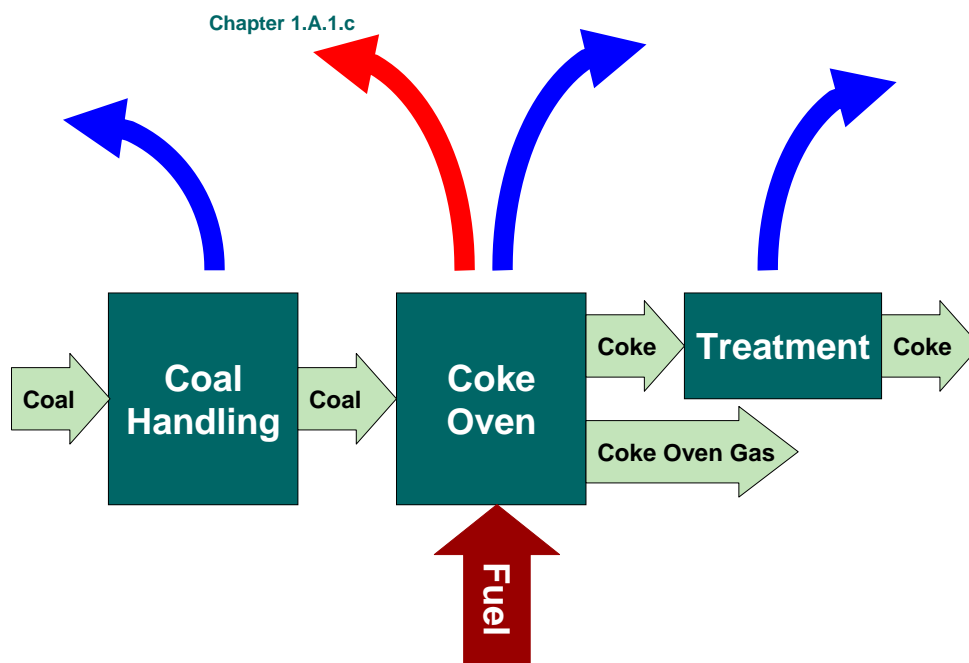 Chapter 1.A.1.c
Coal
Coal
Handling
Coal
Coke
Oven
Coke
Treatment
Coke
Coke Oven Gas
Fuel